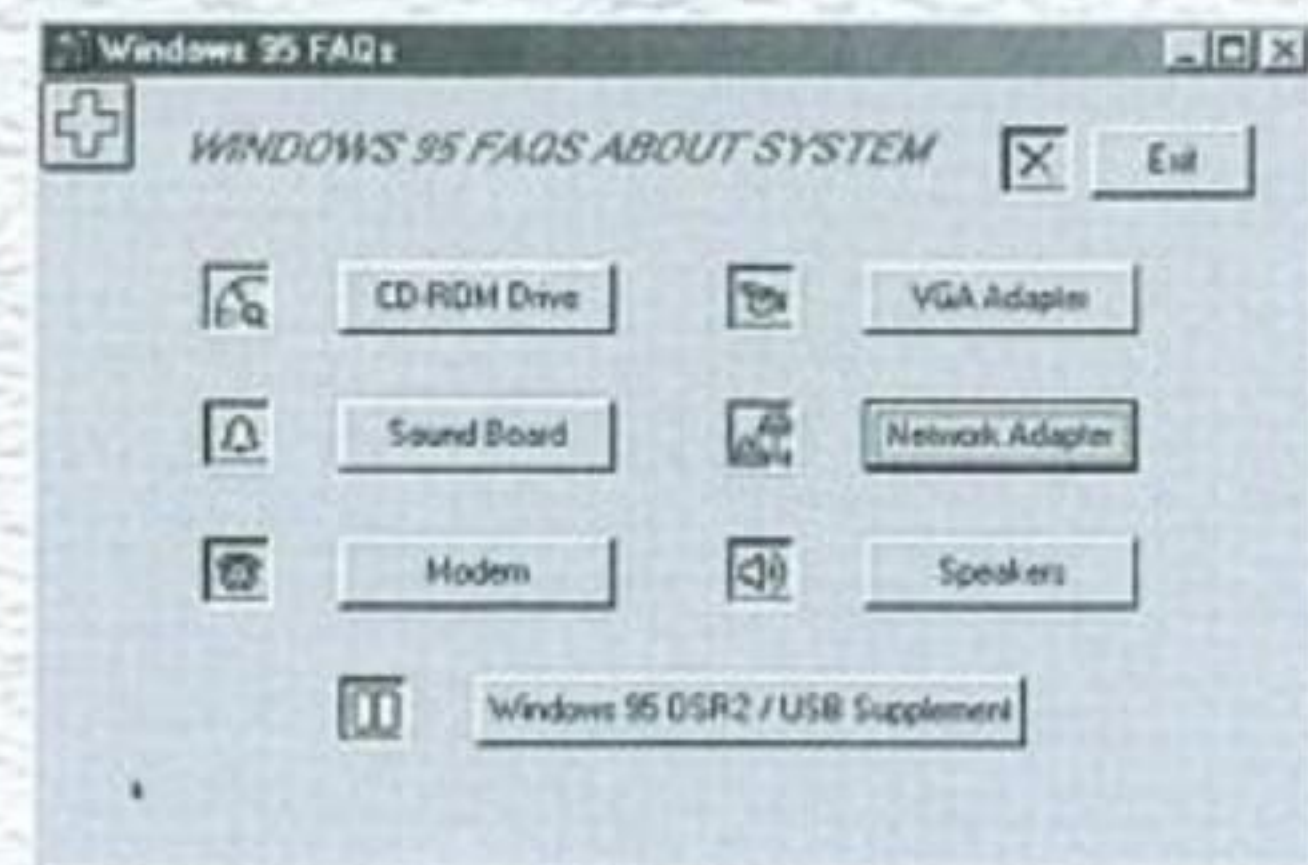 Windows 95 FAQs
WINDOWS 95 FAQS ABOUT SYSTEM
Exit
CD-ROM Drive
VGA Adapter
Sound Board
Network Adapter
Modem
Speakers
Windows 95 OSR2 / USB Supplement